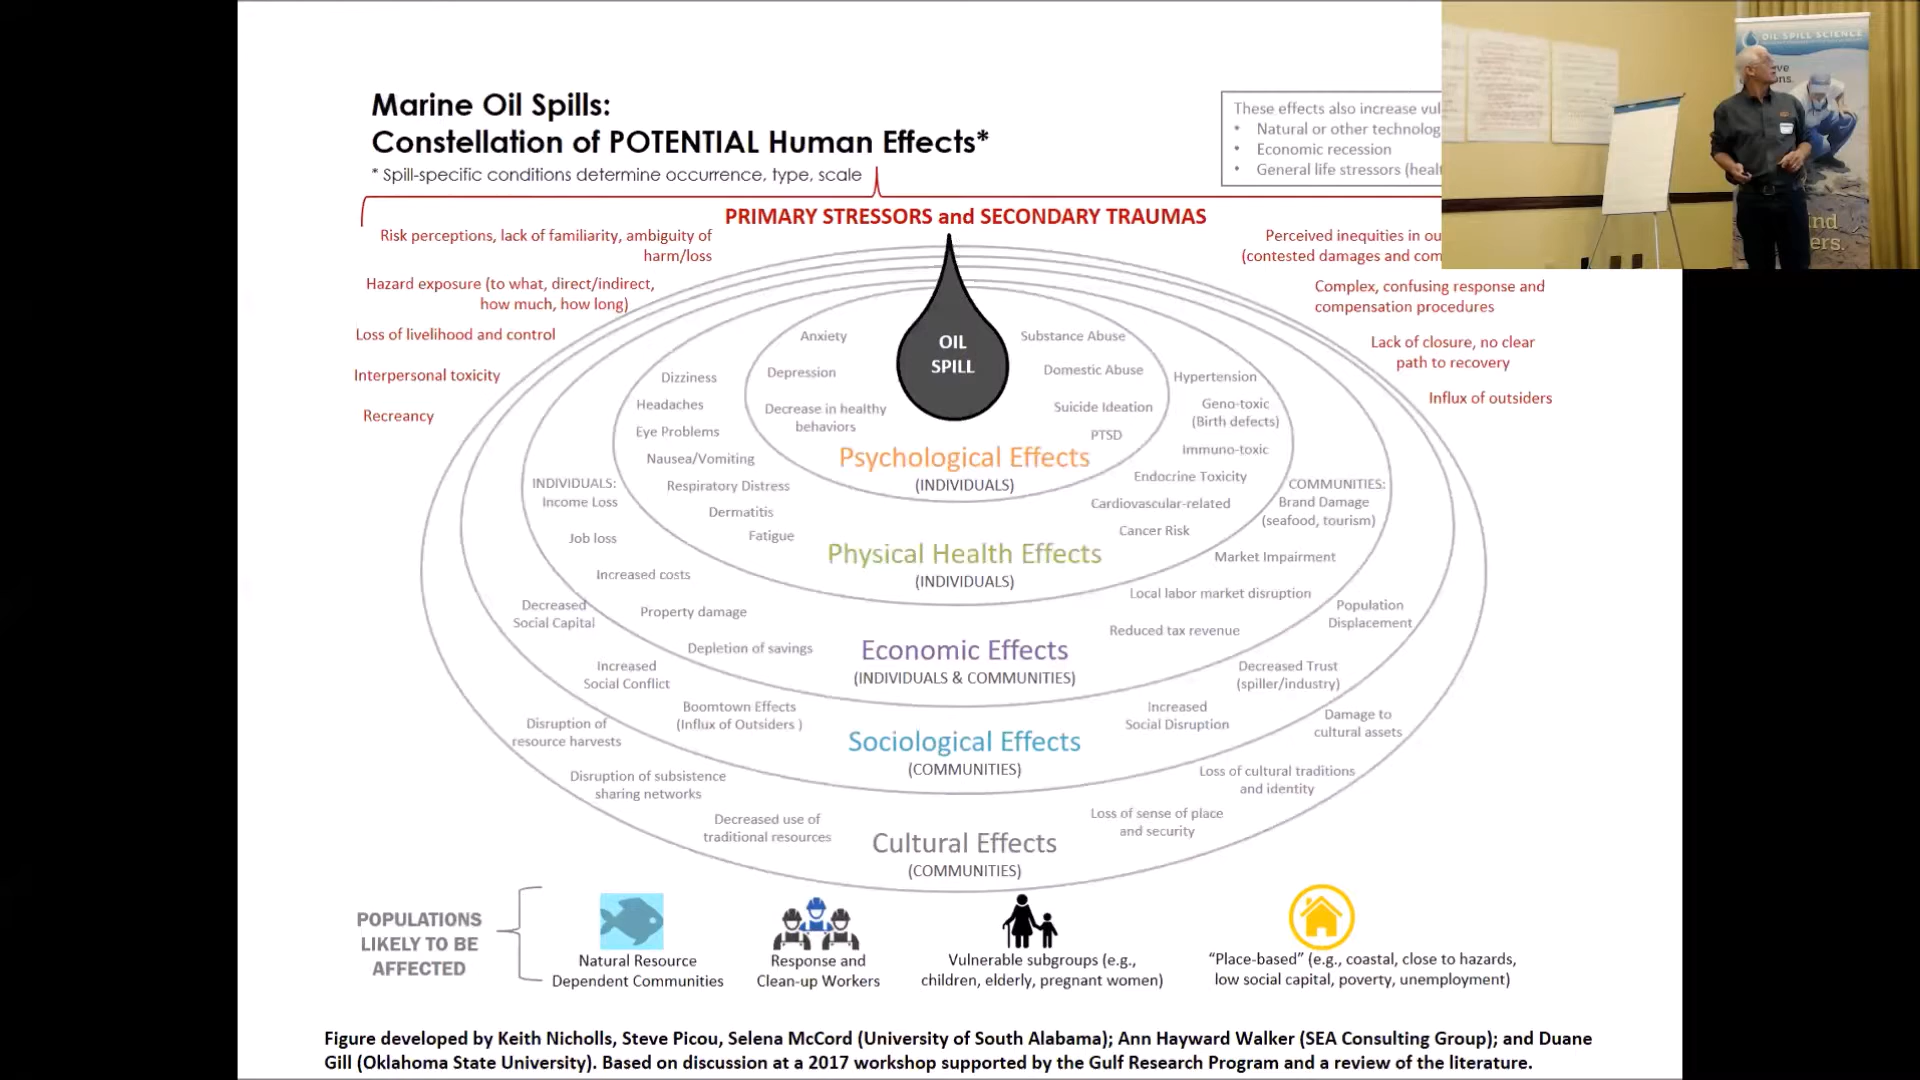 Marine Oil Spills:
Constellation of POTENTIAL Human Effects*
* Spill-specific conditions determine occurrence, type, scale
These effects also increase
• Natural or other
• Economic recession
• General life stressors
OIL SPILL SCIENCE
PRIMARY STRESSORS and SECONDARY TRAUMAS
Risk perceptions, lack of familiarity, ambiguity of
harm/loss
Hazard exposure (to what, direct/indirect,
how much, how long)
Loss of livelihood and control
Interpersonal toxicity
Recreancy
Perceived inequities in
(contested damages and
Complex, confusing response and
compensation procedures
Lack of closure, no clear
path to recovery
Influx of outsiders
OIL
SPILL
Anxiety
Depression
Decrease in healthy
behaviors
Substance Abuse
Domestic Abuse
Suicide Ideation
PTSD
Psychological Effects
(INDIVIDUALS)
Dizziness
Headaches
Eye Problems
Nausea/Vomiting
Respiratory Distress
Dermatitis
Fatigue
Hypertension
Geno-toxic
(Birth defects)
Immuno-toxic
Endocrine Toxicity
Cardiovascular-related
Cancer Risk
Physical Health Effects
(INDIVIDUALS)
INDIVIDUALS:
Income Loss
Job loss
Increased costs
Property damage
Depletion of savings
COMMUNITIES:
Brand Damage
(seafood, tourism)
Market Impairment
Local labor market disruption
Reduced tax revenue
Economic Effects
(INDIVIDUALS & COMMUNITIES)
Decreased
Social Capital
Increased
Social Conflict
Boomtown Effects
(Influx of Outsiders )
Population
Displacement
Decreased Trust
(spiller/industry)
Increased
Social Disruption
Sociological Effects
(COMMUNITIES)
Disruption of
resource harvests
Disruption of subsistence
sharing networks
Decreased use of
traditional resources
Damage to
cultural assets
Loss of cultural traditions
and identity
Loss of sense of place
and security
Cultural Effects
(COMMUNITIES)
POPULATIONS
LIKELY TO BE
AFFECTED
Natural Resource
Dependent Communities
Response and
Clean-up Workers
Vulnerable subgroups (e.g.,
children, elderly, pregnant women)
“Place-based” (e.g., coastal, close to hazards,
low social capital, poverty, unemployment)
Figure developed by Keith Nicholls, Steve Picou, Selena McCord (University of South Alabama); Ann Hayward Walker (SEA Consulting Group); and Duane
Gill (Oklahoma State University). Based on discussion at a 2017 workshop supported by the Gulf Research Program and a review of the literature.